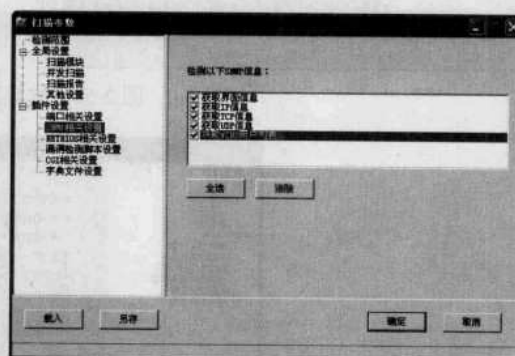 扫描参数
检测范围
全局设置
扫描模块
并发扫描
扫描报告
其他设置
插件设置
端口相关设置
SNMP相关设置
NETBIOS相关设置
漏洞检测脚本设置
CGI相关设置
字典文件设置
检测以下SNMP信息：
获取IP信息
获取TCP信息
获取UDP信息
全选
清除
载入
另存
确定
取消